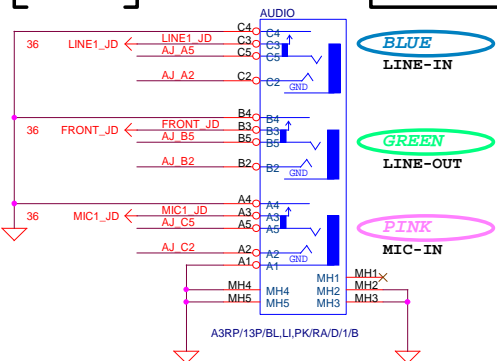 AUDIO
C4 C4
36 LINE1_JD LINE1_JD C3 C3
AJ_A5 C5 C5
AJ_A2 C2 C2
GND
BLUE
LINE-IN
B4 B4
36 FRONT_JD FRONT_JD B3 B3
AJ_B5 B5 B5
AJ_B2 B2 B2
GND
GREEN
LINE-OUT
A4 A4
36 MIC1_JD MIC1_JD A3 A3
AJ_C5 A5 A5
AJ_C2 A2 A2
A1 A1
GND
PINK
MIC-IN
MH1 MH1
MH4 MH4 MH2 MH2
MH5 MH5 MH3 MH3
A3RP/13P/BL,LI,PK/RA/D/1/B